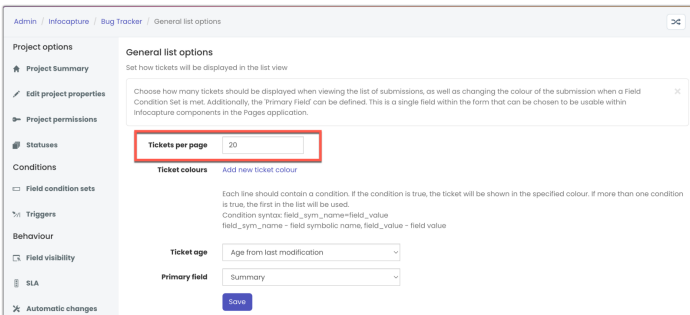 Admin / Infocapture / Bug Tracker / General list options
Project options
Project Summary
Edit project properties
Project permissions
Statuses
Conditions
Field condition sets
Triggers
Behaviour
Field visibility
SLA
Automatic changes
General list options
Set how tickets will be displayed in the list view
Choose how many tickets should be displayed when viewing the list of submissions, as well as changing the colour of the submission when a Field
Condition Set is met. Additionally, the 'Primary Field' can be defined. This is a single field within the form that can be chosen to be usable within
Infocapture components in the Pages application.
Tickets per page 20
Ticket colours Add new ticket colour
Each line should contain a condition. If the condition is true, the ticket will be shown in the specified colour. If more than one condition
is true, the first in the list will be used.
Condition syntax: field_sym_name=field_value
field_sym_name - field symbolic name, field_value - field value
Ticket age Age from last modification
Primary field Summary
Save